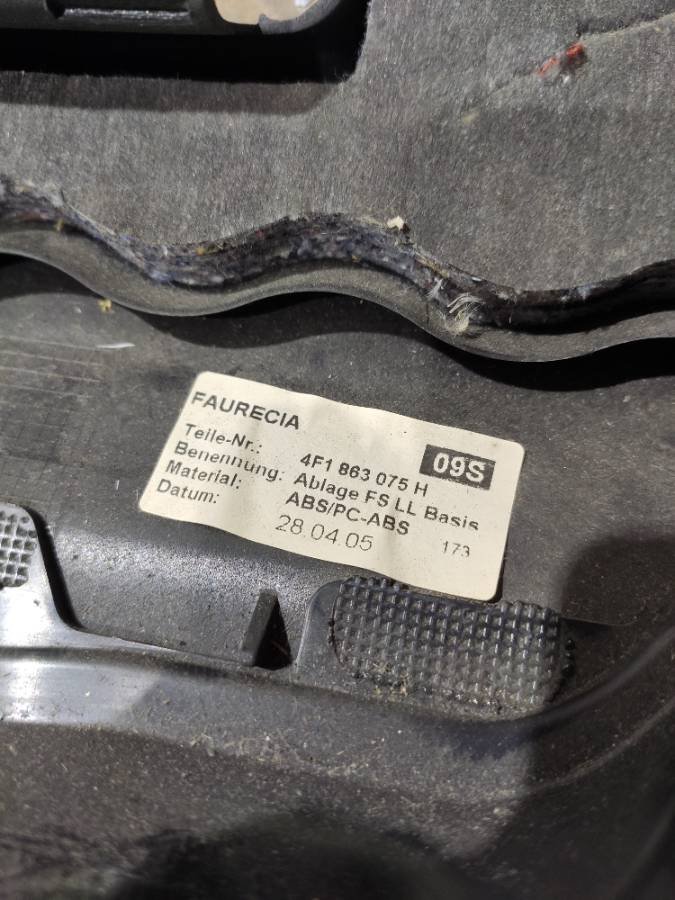 FAURECIA
09S
Teile-Nr.: 4F1 863 075 H
Benennung: Ablage FS LL Basis
Material: ABS/PC-ABS
Datum: 28.04.05 173